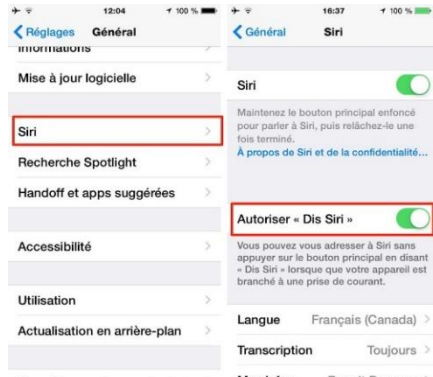 12:04
100 %
Réglages Général
Informations
Mise à jour logicielle
Siri
Recherche Spotlight
Handoff et apps suggérées
Accessibilité
Utilisation
Actualisation en arrière-plan
16:37
100 %
Général Siri
Siri
Maintenez le bouton principal enfoncé
pour parler à Siri, puis relâchez-le une
fois terminé.
À propos de Siri et de la confidentialité…
Autoriser « Dis Siri »
Vous pouvez vous adresser à Siri sans
appuyer sur le bouton principal en disant
« Dis Siri » lorsque que votre appareil est
branché à une prise de courant.
Langue Français (Canada)
Transcription Toujours